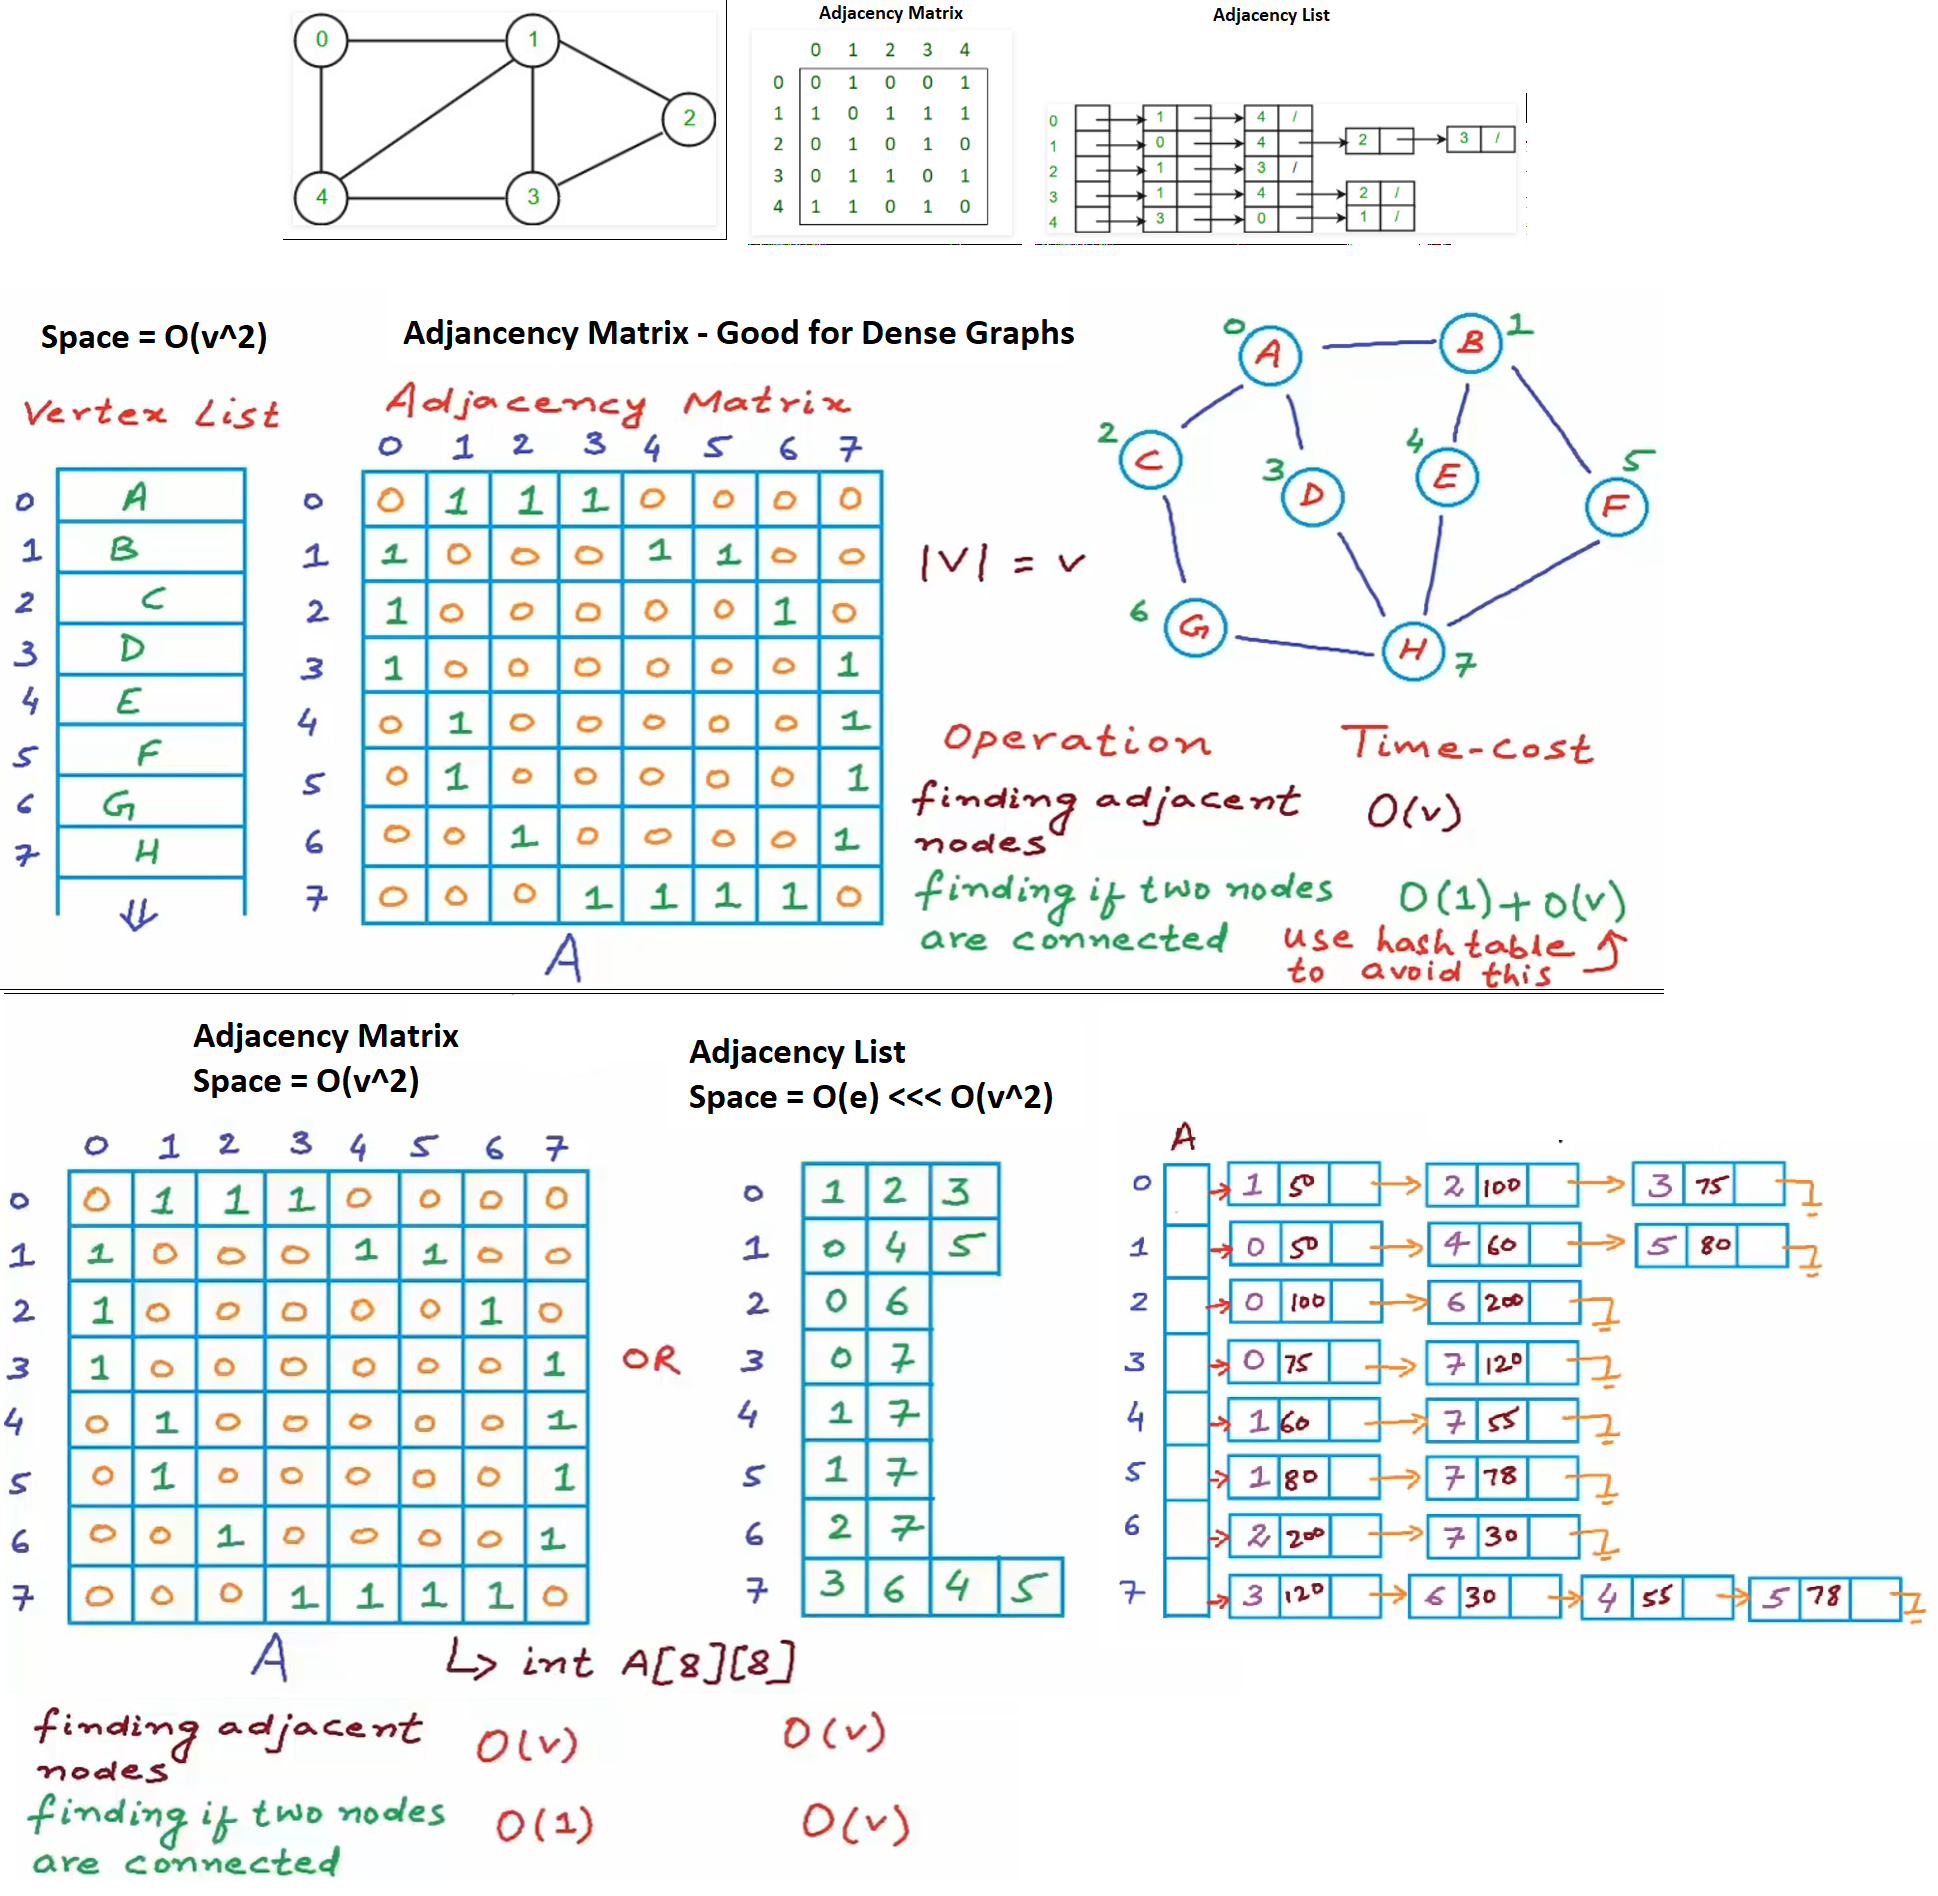 Adjacency Matrix
Adjacency List
0 1
2
4 3
0 1 2 3 4
0 0 1 0 0 1
1 1 0 1 1 1
2 0 1 0 1 0
3 0 1 1 0 1
4 1 1 0 1 0
0 1 4 /
1 0 4 2 3 /
2 1 3 /
3 1 4 2 /
4 3 0 1 /
Space = O(v^2)
Adjancency Matrix - Good for Dense Graphs
Vertex List
0 A
1 B
2 C
3 D
4 E
5 F
6 G
7 H
Adjacency Matrix
0 1 2 3 4 5 6 7
0 0 1 1 1 0 0 0 0
1 1 0 0 0 1 1 0 0
2 1 0 0 0 0 0 1 0
3 1 0 0 0 0 0 0 1
4 0 1 0 0 0 0 0 1
5 0 1 0 0 0 0 0 1
6 0 0 1 0 0 0 0 1
7 0 0 0 1 1 1 1 0
A
|V| = v
0 A B 1
2 C 3 D 4 E 5 F
6 G H 7
Operation Time-cost
finding adjacent O(v)
nodes
finding if two nodes O(1)+O(v)
are connected use hash table
to avoid this
Adjacency Matrix
Space = O(v^2)
0 1 2 3 4 5 6 7
0 0 1 1 1 0 0 0 0
1 1 0 0 0 1 1 0 0
2 1 0 0 0 0 0 1 0
3 1 0 0 0 0 0 0 1
4 0 1 0 0 0 0 0 1
5 0 1 0 0 0 0 0 1
6 0 0 1 0 0 0 0 1
7 0 0 0 1 1 1 1 0
A
int A[8][8]
OR
Adjacency List
Space = O(e) <<< O(v^2)
0 1 2 3
1 0 4 5
2 0 6
3 0 7
4 1 7
5 1 7
6 2 7
7 3 6 4 5
A
0 1 50 2 100 3 75
1 0 50 4 60 5 80
2 0 100 6 200
3 0 75 7 120
4 1 60 7 55
5 1 80 7 78
6 2 200 7 30
7 3 120 6 30 4 55 5 78
finding adjacent O(v) O(v)
nodes
finding if two nodes O(1) O(v)
are connected